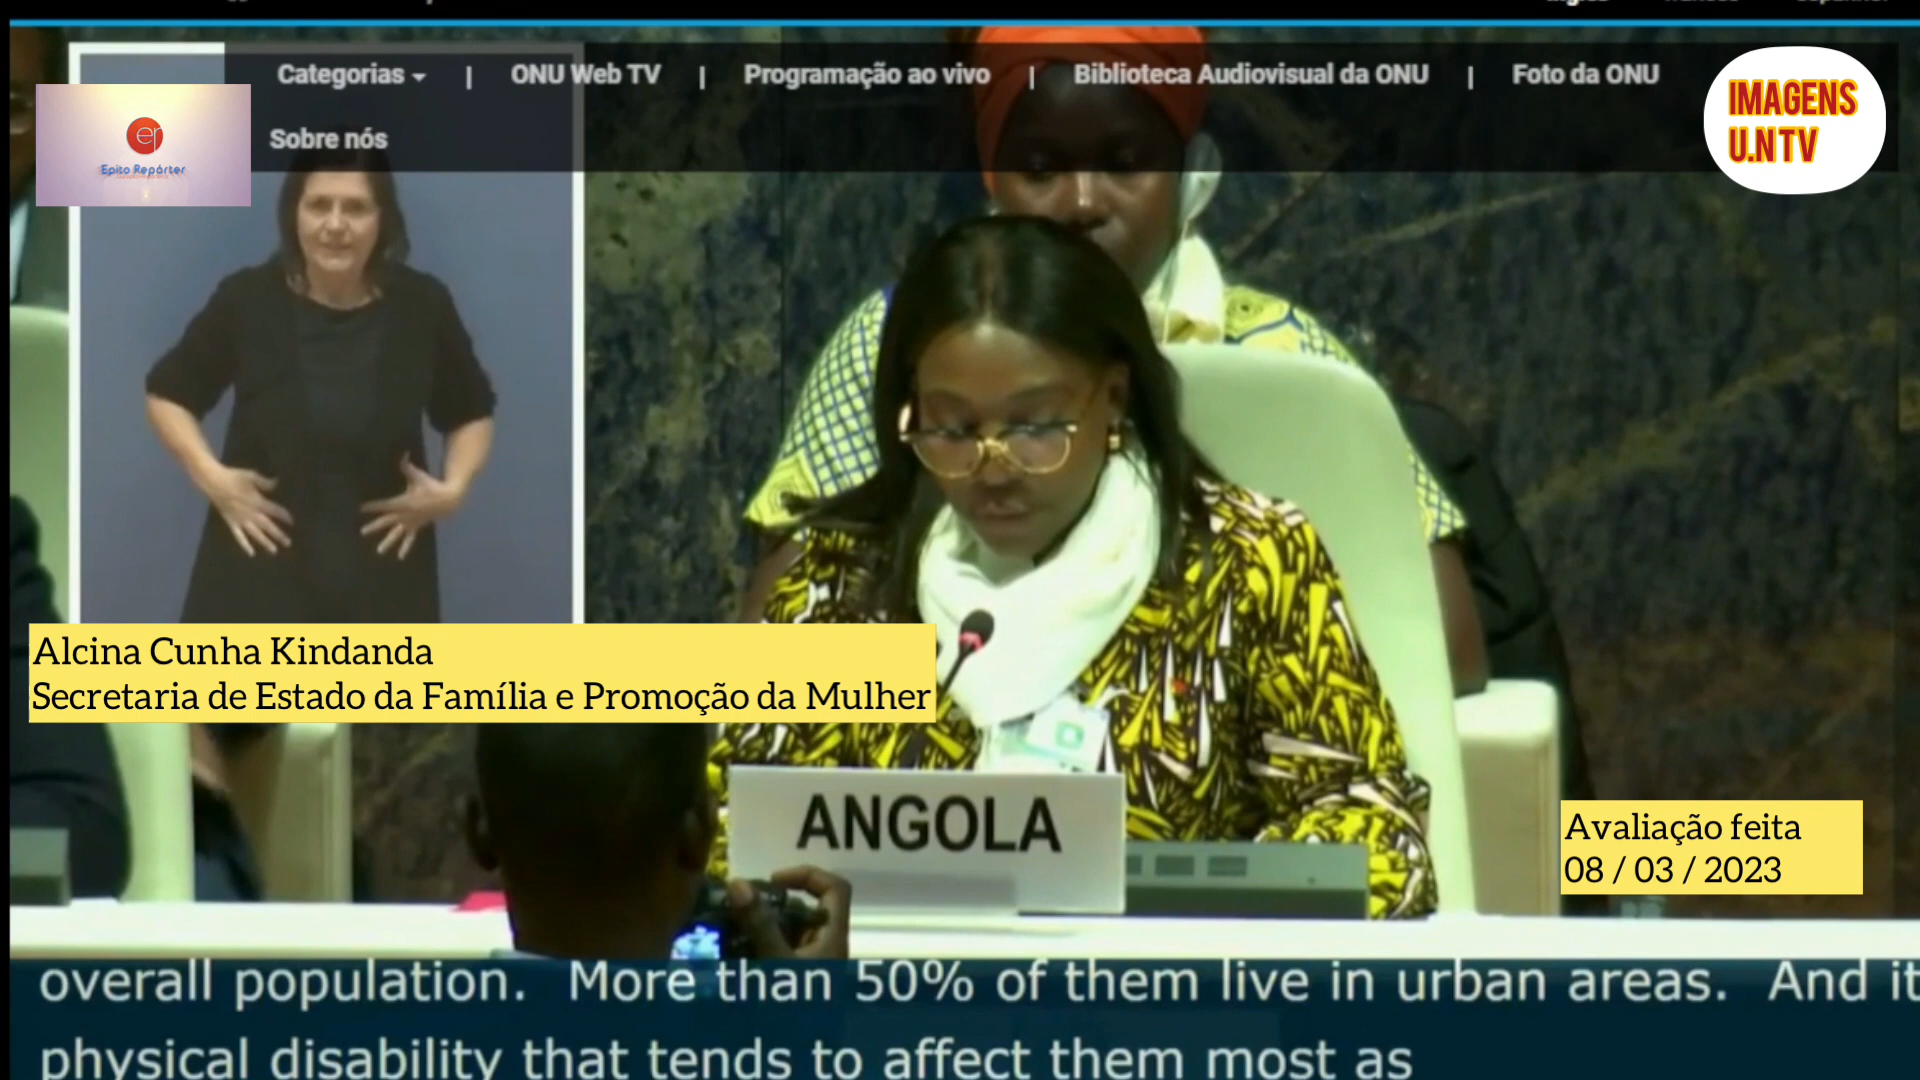 Categorias | ONU Web TV | Programação ao vivo | Biblioteca Audiovisual da ONU | Foto da ONU
Sobre nós
er
Epito Repórter
IMAGENS
U.N TV
Alcina Cunha Kindanda
Secretaria de Estado da Família e Promoção da Mulher
ANGOLA
Avaliação feita
08 / 03 / 2023
overall population. More than 50% of them live in urban areas. And it
physical disability that tends to affect them most as